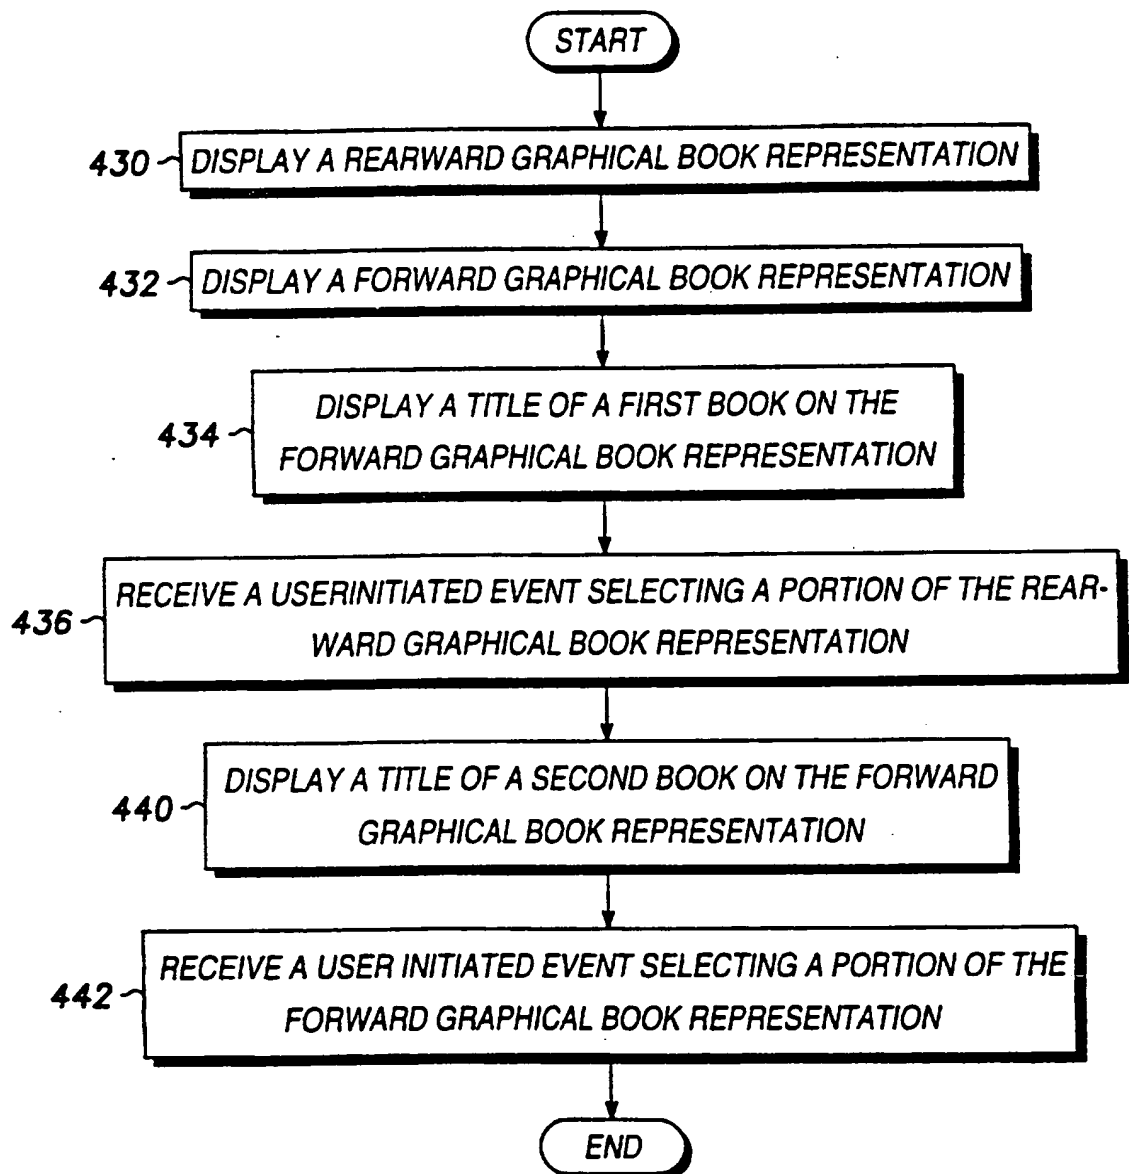 START
430 DISPLAY A REARWARD GRAPHICAL BOOK REPRESENTATION
432 DISPLAY A FORWARD GRAPHICAL BOOK REPRESENTATION
DISPLAY A TITLE OF A FIRST BOOK ON THE
434 FORWARD GRAPHICAL BOOK REPRESENTATION
RECEIVE A USERINITIATED EVENT SELECTING A PORTION OF THE REAR-
436 WARD GRAPHICAL BOOK REPRESENTATION
DISPLAY A TITLE OF A SECOND BOOK ON THE FORWARD
440 GRAPHICAL BOOK REPRESENTATION
RECEIVE A USER INITIATED EVENT SELECTING A PORTION OF THE
442 FORWARD GRAPHICAL BOOK REPRESENTATION
END